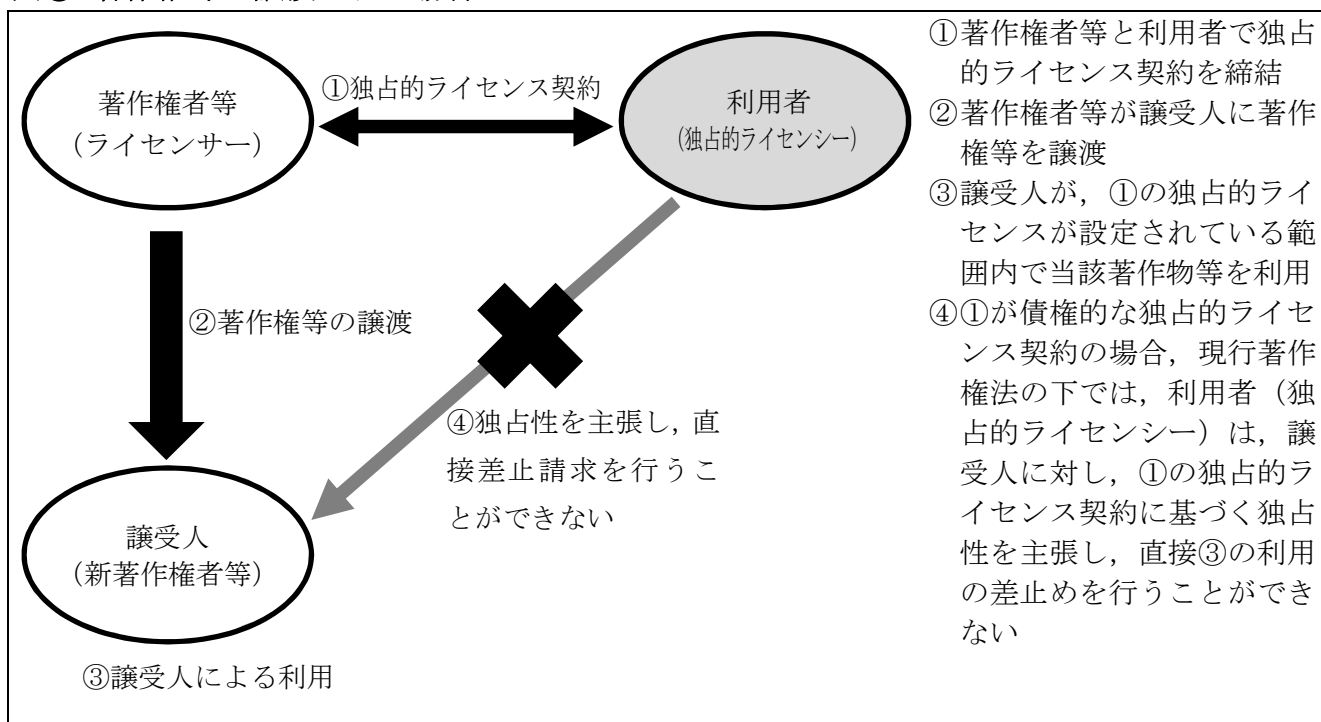 著作権者等
（ライセンサー）
①独占的ライセンス契約
利用者
（独占的ライセンシー）
②著作権等の譲渡
④独占性を主張し，直
接差止請求を行うこ
とができない
譲受人
（新著作権者等）
③譲受人による利用
①著作権者等と利用者で独占
的ライセンス契約を締結
②著作権者等が譲受人に著作
権等を譲渡
③譲受人が，①の独占的ライ
センスが設定されている範
囲内で当該著作物等を利用
④①が債権的な独占的ライセ
ンス契約の場合，現行著作
権法の下では，利用者（独
占的ライセンシー）は，譲
受人に対し，①の独占的ラ
イセンス契約に基づく独占
性を主張し，直接③の利用
の差止めを行うことができ
ない